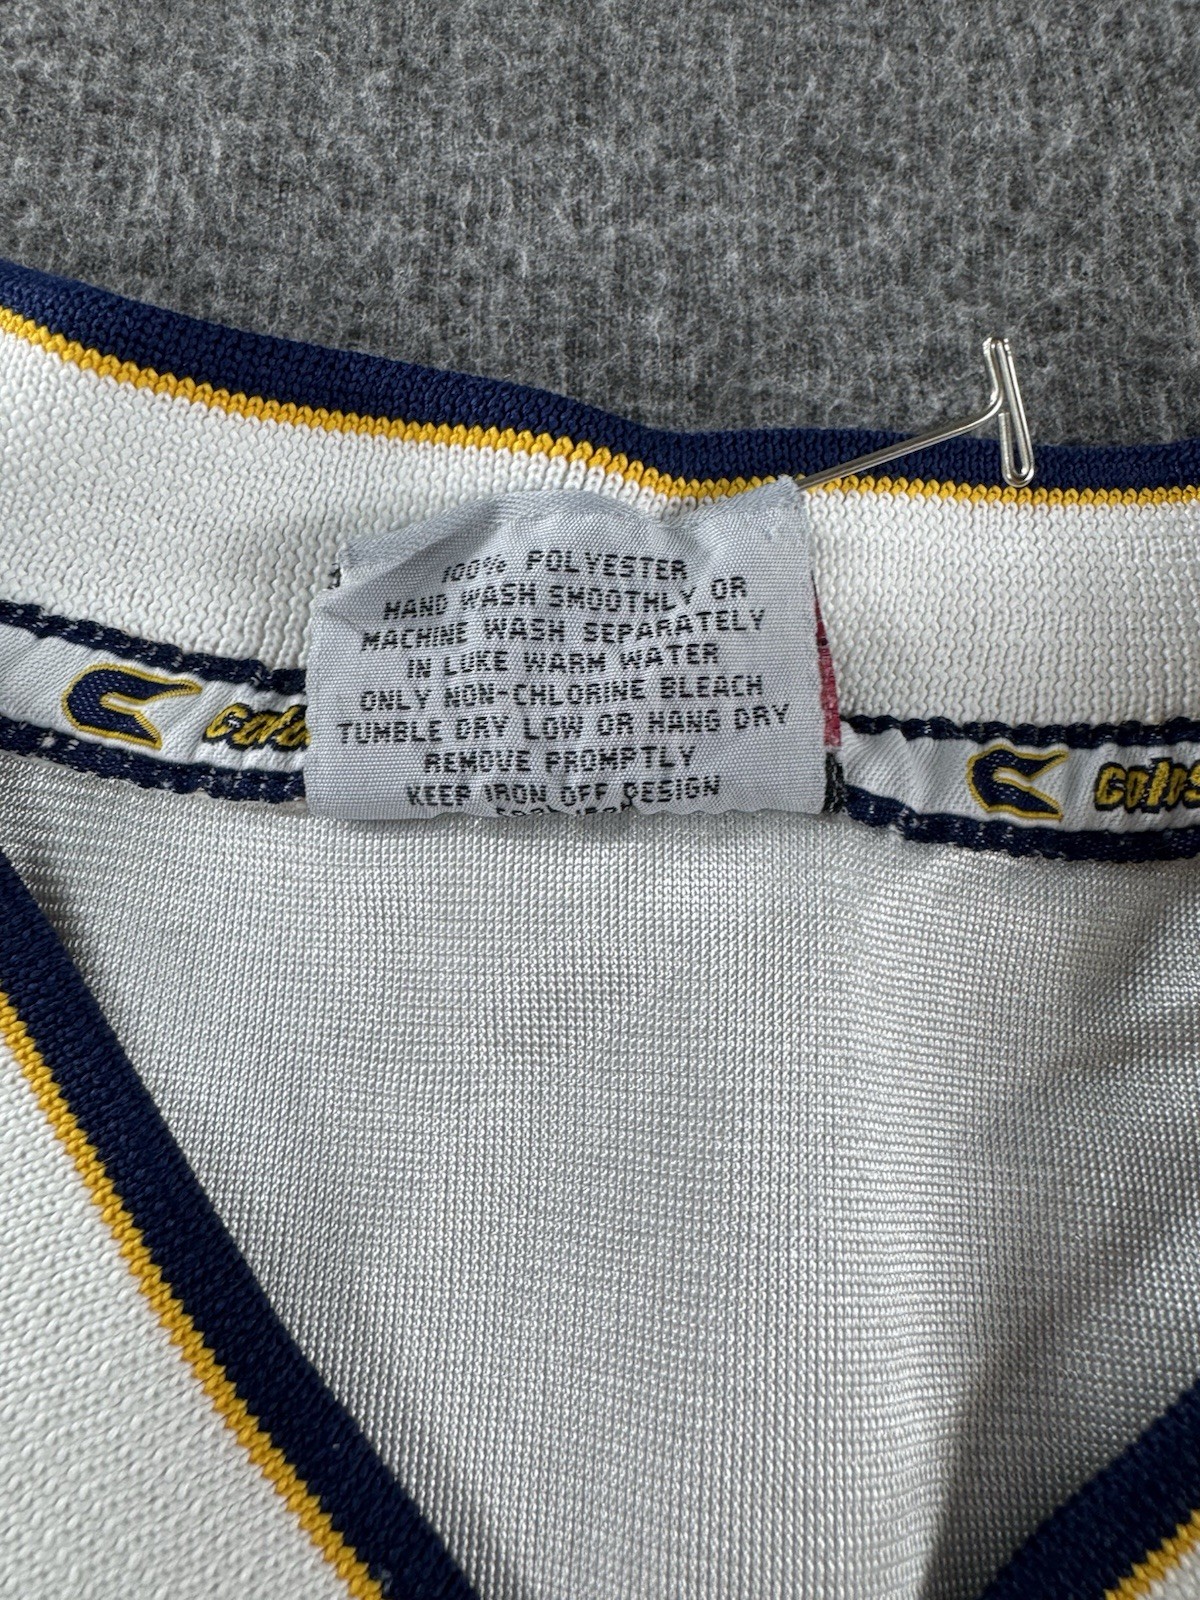 100% POLYESTER
HAND WASH SMOOTHLY OR
MACHINE WASH SEPARATELY
IN LUKE WARM WATER
ONLY NON-CHLORINE BLEACH
TUMBLE DRY LOW OR HANG DRY
REMOVE PROMPTLY
KEEP IRON OFF DESIGN